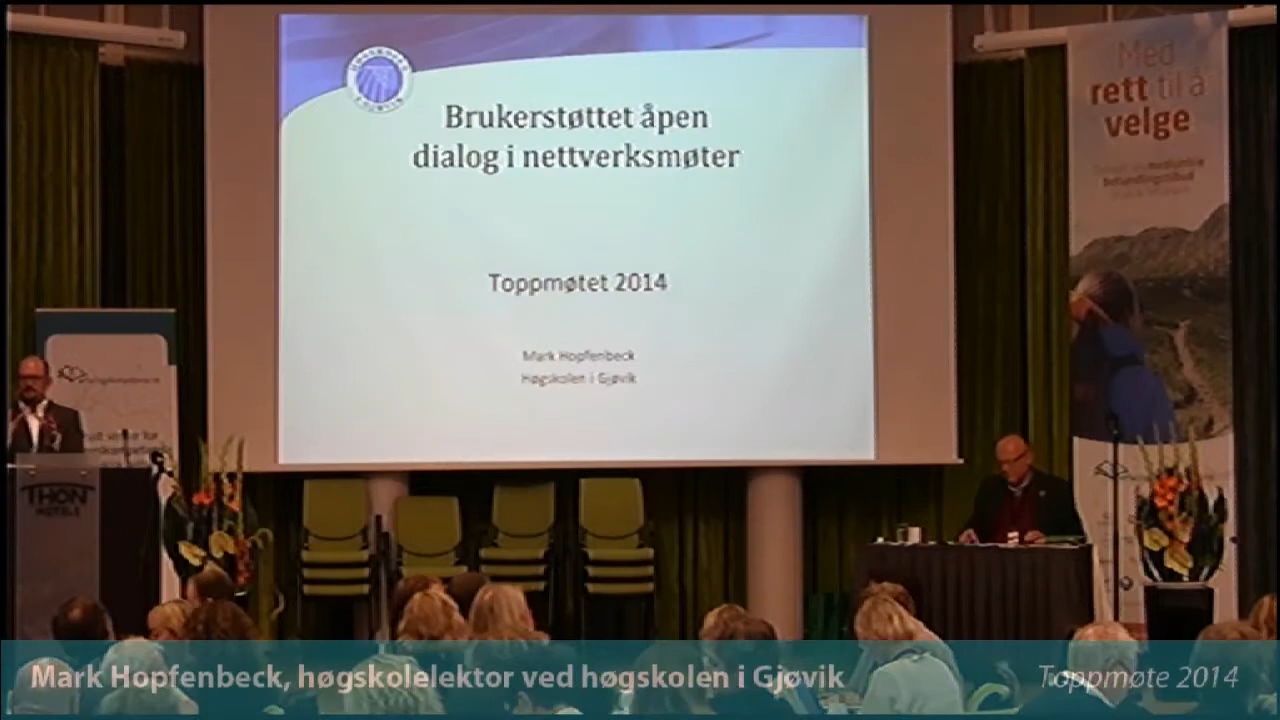 Brukerstøttet åpen
dialog i nettverksmøter
Toppmøtet 2014
Mark Hopfenbeck
Høgskolen i Gjøvik
Med
rett til å
velge
THON
HOTELS
Mark Hopfenbeck, høgskolelektor ved høgskolen i Gjøvik
Toppmøte 2014